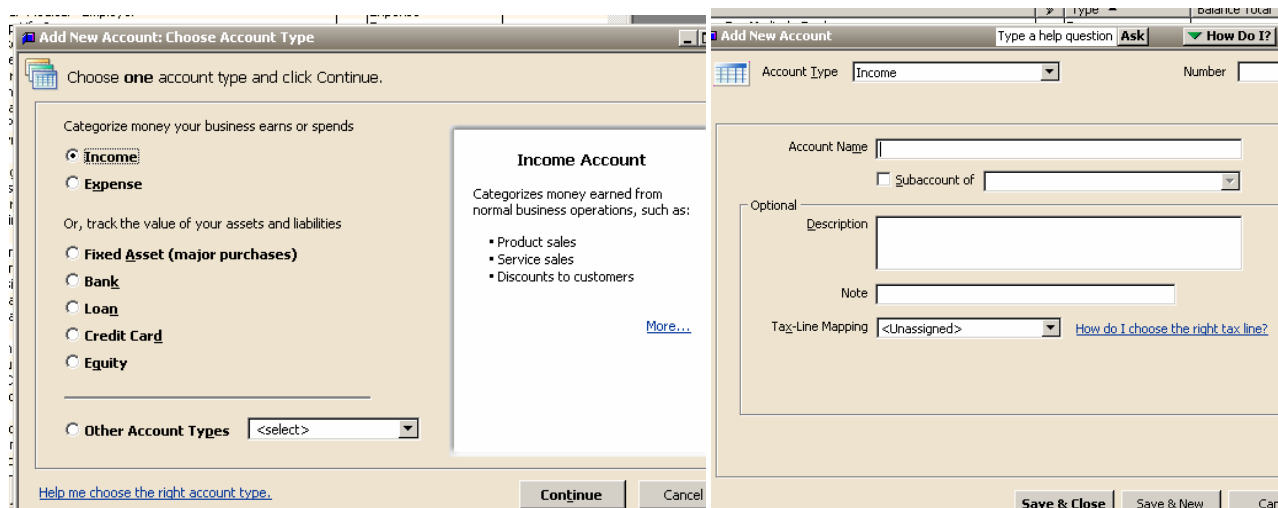 Expense
Add New Account: Choose Account Type
Choose one account type and click Continue.
Categorize money your business earns or spends
Income
Expense
Or, track the value of your assets and liabilities
Fixed Asset (major purchases)
Bank
Loan
Credit Card
Equity
Other Account Types <select>
Income Account
Categorizes money earned from
normal business operations, such as:
▪ Product sales
▪ Service sales
▪ Discounts to customers
More...
Help me choose the right account type.
Continue Cancel
Type Balance Total
Add New Account Type a help question Ask How Do I?
Account Type Income Number
Account Name
Subaccount of
Optional
Description
Note
Tax-Line Mapping <Unassigned> How do I choose the right tax line?
Save & Close Save & New